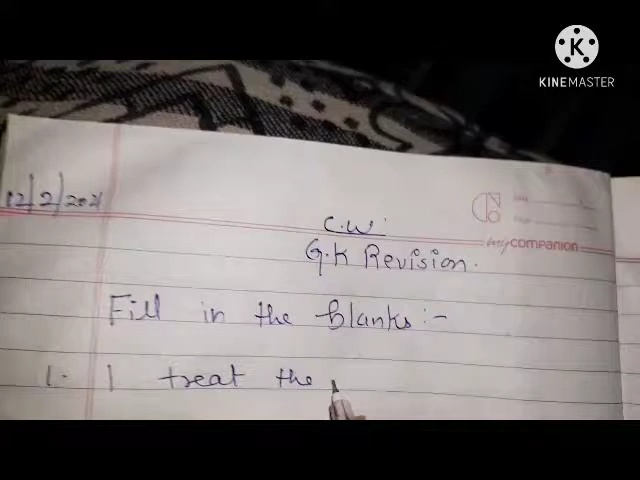 KINEMASTER
12/2/2021
C.W.
companion
G.K Revision.
Fill in the blanks:-
1. I treat the